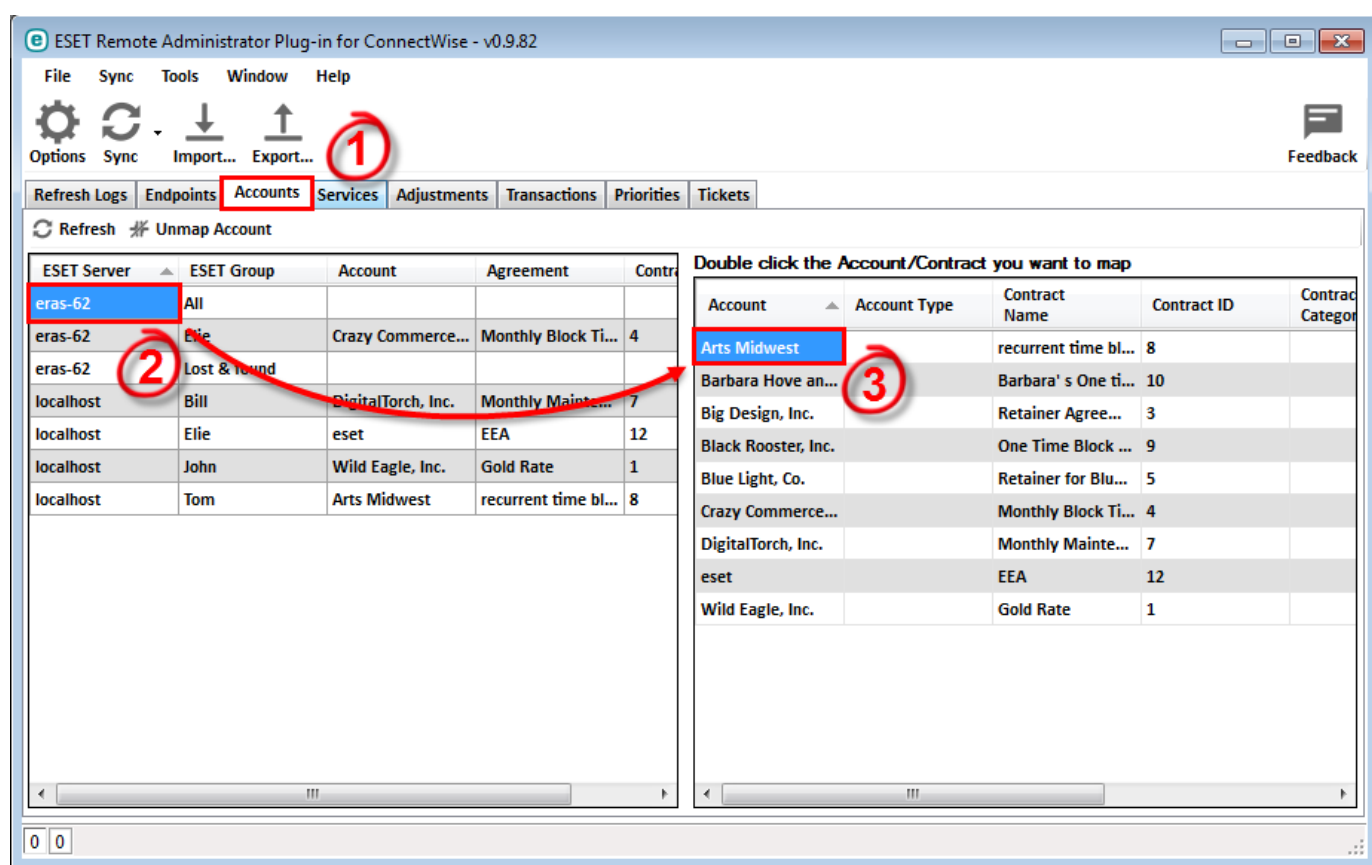 ESET Remote Administrator Plug-in for ConnectWise - v0.9.82
File Sync Tools Window Help
Options Sync Import... Export... Feedback
1
Refresh Logs Endpoints Accounts Services Adjustments Transactions Priorities Tickets
Refresh Unmap Account
Double click the Account/Contract you want to map
ESET Server ESET Group Account Agreement Contra
eras-62 All
eras-62 Elie Crazy Commerce... Monthly Block Ti... 4
eras-62 Lost & found
localhost Bill DigitalTorch, Inc. Monthly Mainte... 7
localhost Elie eset EEA 12
localhost John Wild Eagle, Inc. Gold Rate 1
localhost Tom Arts Midwest recurrent time bl... 8
2
Account Account Type Contract Name Contract ID Contrac Categor
Arts Midwest recurrent time bl... 8
Barbara Hove an... Barbara' s One ti... 10
Big Design, Inc. Retainer Agree... 3
Black Rooster, Inc. One Time Block ... 9
Blue Light, Co. Retainer for Blu... 5
Crazy Commerce... Monthly Block Ti... 4
DigitalTorch, Inc. Monthly Mainte... 7
eset EEA 12
Wild Eagle, Inc. Gold Rate 1
3
0 0